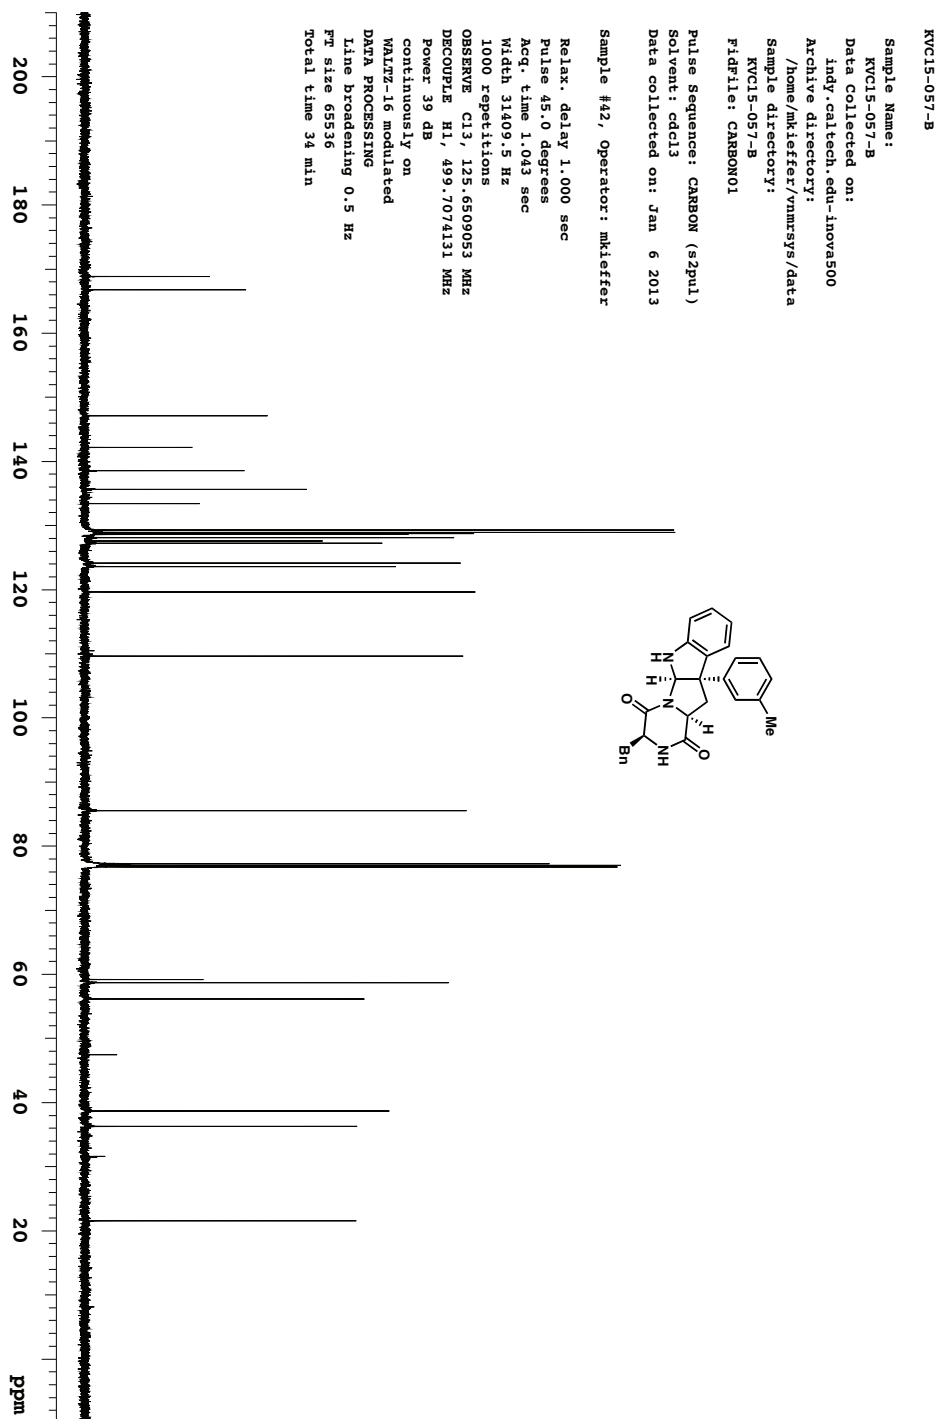 KVC15-057-B
Sample Name:
KVC15-057-B
Data Collected on:
indy.caltech.edu-inova500
Archive directory:
/home/mkieffer/vnmrsys/data
Sample directory:
KVC15-057-B
FidFile: CARBON01
Pulse Sequence: CARBON (s2pul)
Solvent: cdcl3
Data collected on: Jan 6 2013
Sample #42, Operator: mkieffer
Relax. delay 1.000 sec
Pulse 45.0 degrees
Acq. time 1.043 sec
Width 31409.5 Hz
1000 repetitions
OBSERVE C13, 125.6509053 MHz
DECOUPLE H1, 499.7074131 MHz
Power 39 dB
continuously on
WALTZ-16 modulated
DATA PROCESSING
Line broadening 0.5 Hz
FT size 65536
Total time 34 min
Me
N
H
H
N
H
O
O
NH
Bn
200 180 160 140 120 100 80 60 40 20 ppm